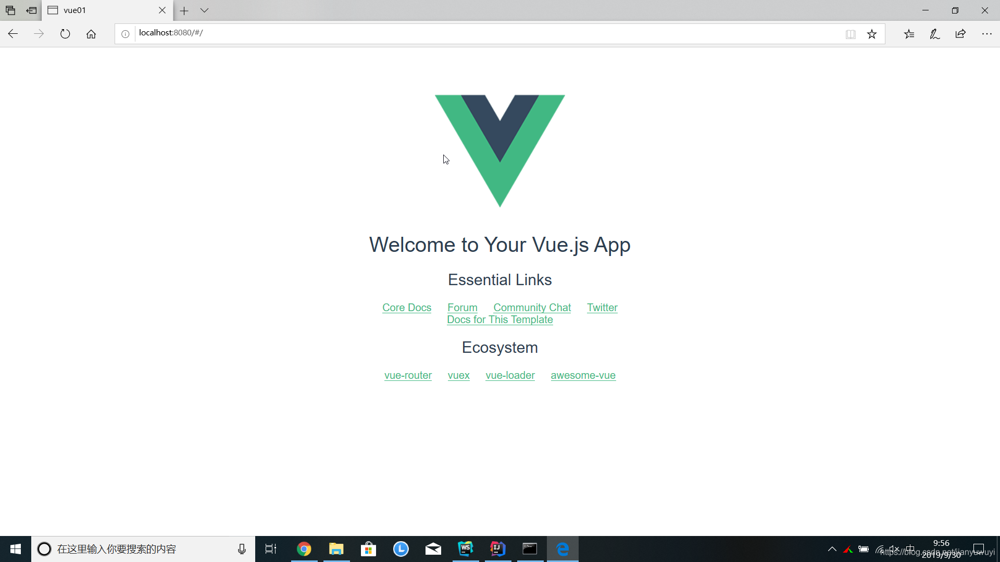 vue01
localhost:8080/#/
Welcome to Your Vue.js App
Essential Links
Core Docs Forum Community Chat Twitter
Docs for This Template
Ecosystem
vue-router vuex vue-loader awesome-vue
在这里输入你要搜索的内容
WS
IJ
中
9:56
2019/9/30
https://blog.csdn.net/jianyuwuyi